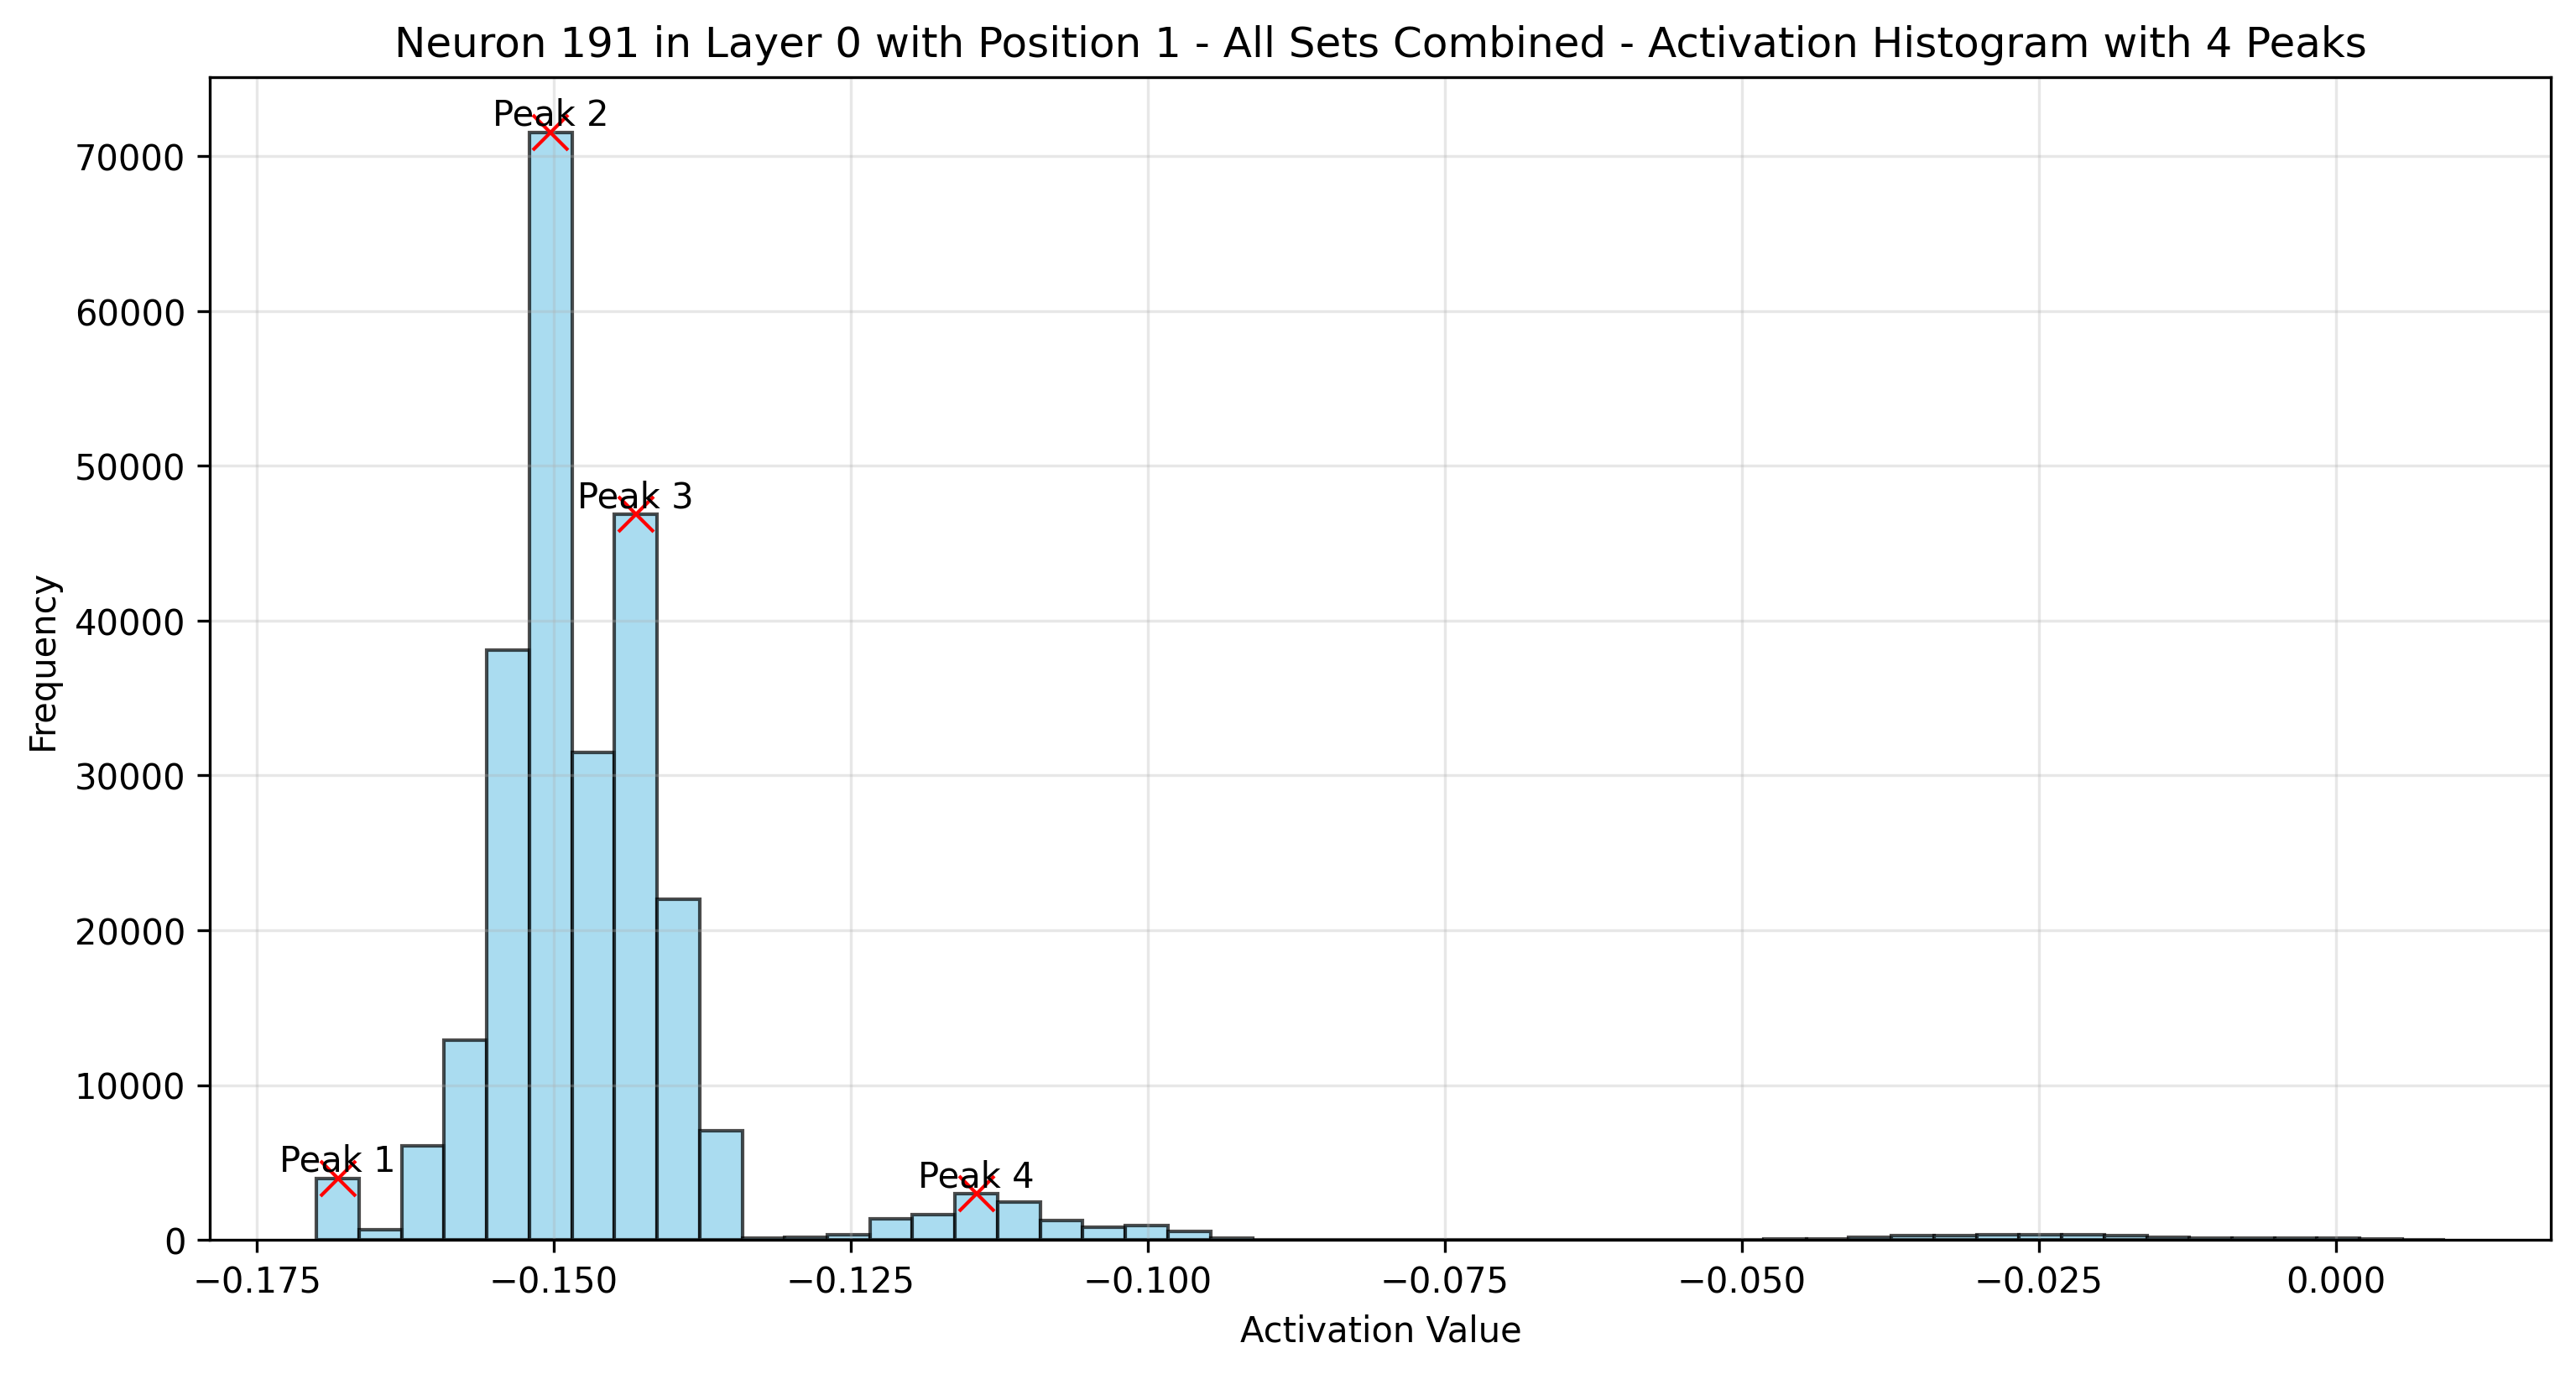 Neuron 191 in Layer 0 with Position 1 - All Sets Combined - Activation Histogram with 4 Peaks
Peak 2
70000
60000
Peak 3
50000
40000
Frequency
30000
20000
10000
Peak 1
Peak 4
0
−0.175 −0.150 −0.125 −0.100 −0.075 −0.050 −0.025 0.000
Activation Value